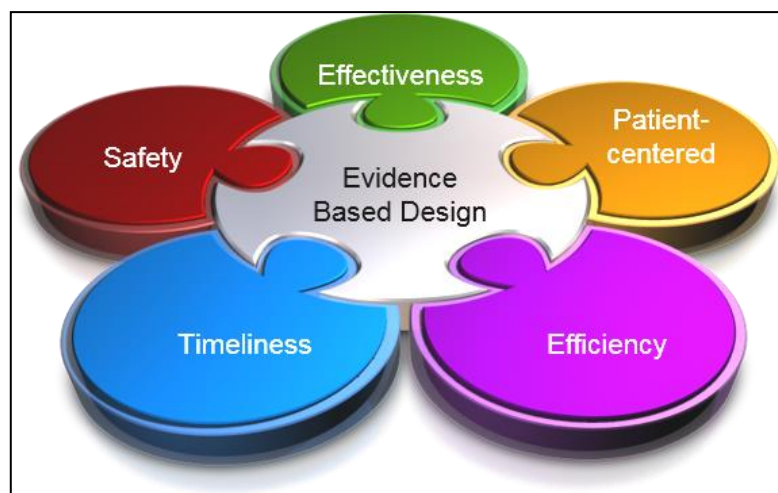 Effectiveness
Safety
Patient-
centered
Evidence
Based Design
Timeliness
Efficiency